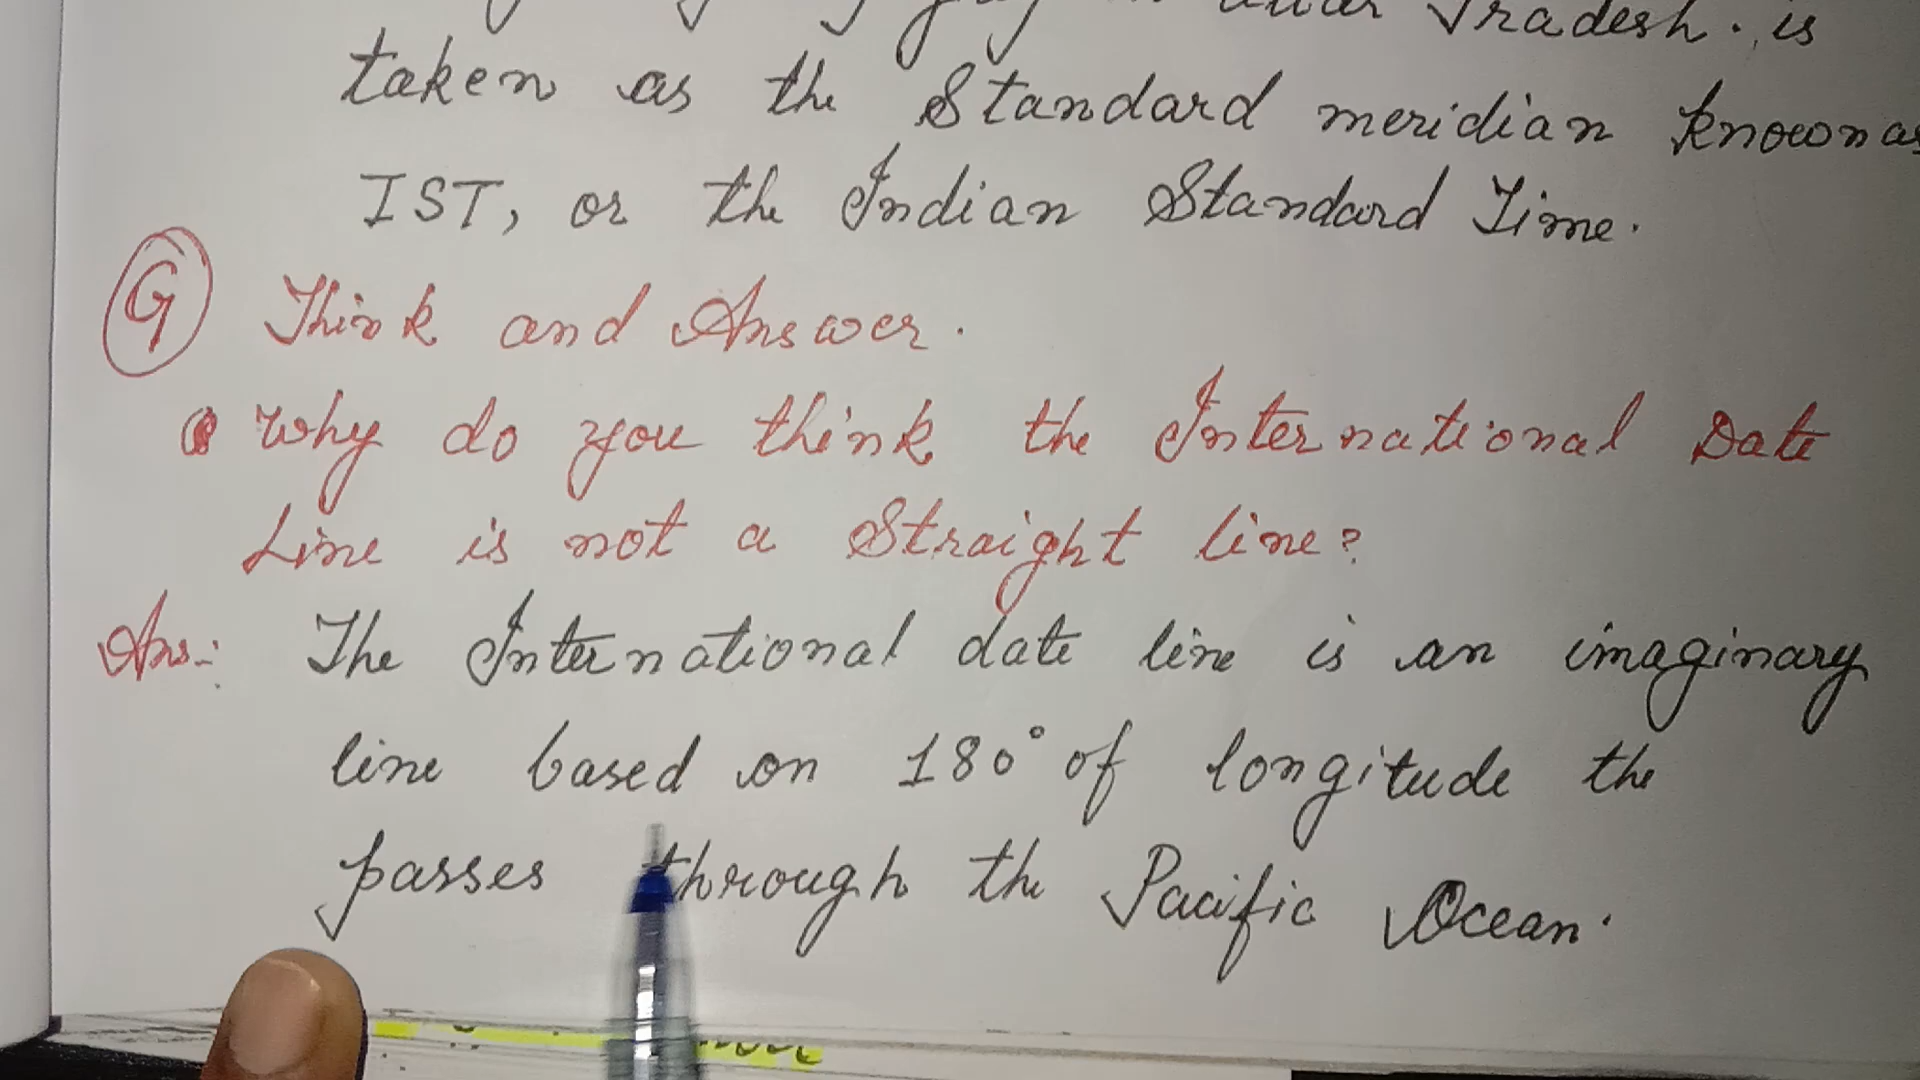 Pradesh. is
taken as the Standard meridian known as
IST, or the Indian Standard Time.
G Think and Answer.
Why do you think the International Date
Line is not a Straight line?
Ans:- The International date line is an imaginary
line based on 180° of longitude the
passes through the Pacific Ocean.